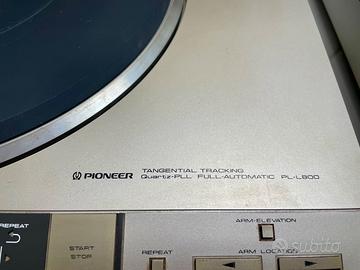 PIONEER
TANGENTIAL TRACKING
Quartz-PLL FULL-AUTOMATIC PL-L800
REPEAT
START
STOP
ARM-ELEVATION
REPEAT
ARM LOCATION
subito